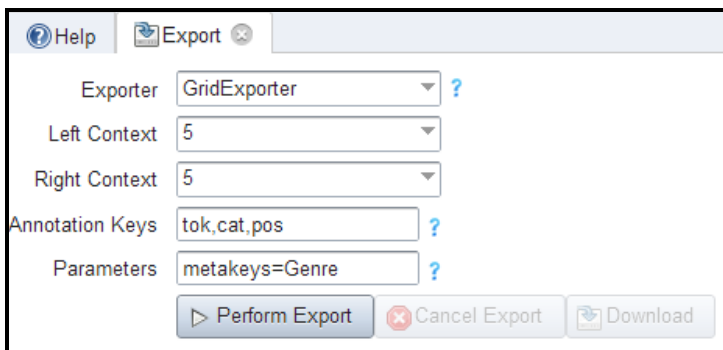 Help Export
Exporter GridExporter ?
Left Context 5
Right Context 5
Annotation Keys tok,cat,pos ?
Parameters metakeys=Genre ?
Perform Export Cancel Export Download